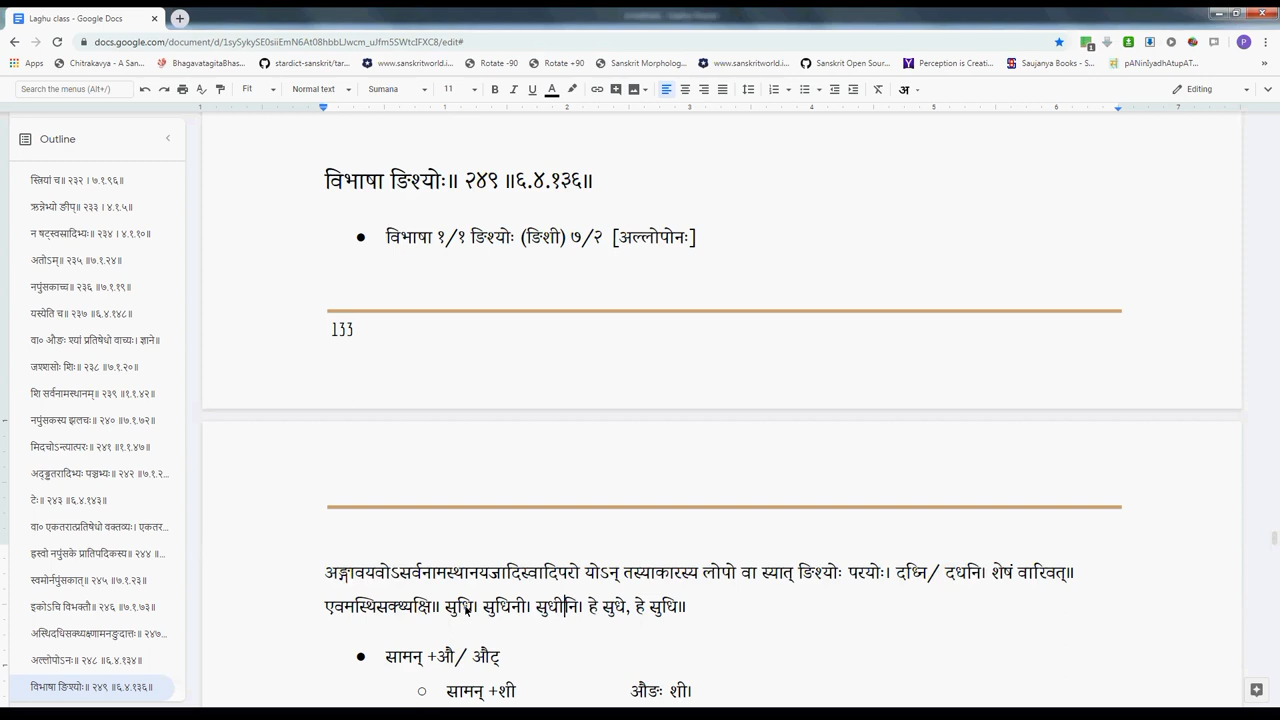 Laghu class - Google Docs
docs.google.com/document/d/1sySykySE0siiEmN6At08hbbLJwcm_uJfm5SWtcIFXC8/edit#
Apps Chitrakavya - A San... BhagavatagitaBhas... stardict-sanskrit/tar... www.sanskritworld.i... Rotate -90 Rotate +90 Sanskrit Morpholog... www.sanskritworld.i... Sanskrit Open Sour... Perception is Creati... Saujanya Books - S... pANinIyadhAtupAT...
Search the menus (Alt+/) Fit Normal text Sumana 11 B I U A अ Editing
1 1 2 3 4 5 6 7
Outline
स्त्रियां च॥ २३२ । ७.१.९६॥
ऋन्नेभ्यो ङीप्॥ २३३ । ४.१.५॥
न षट्स्वस्रादिभ्यः॥ २३४ । ४.१.१०॥
अतोऽम्॥ २३५ ॥७.१.२४॥
नपुंसकाच्च॥ २३६ ॥७.१.१९॥
यस्येति च॥ २३७ ॥६.४.१४८॥
वा० औङः श्यां प्रतिषेधो वाच्यः। ज्ञाने॥
जश्शसोः शिः॥ २३८ ॥७.१.२०॥
शि सर्वनामस्थानम्॥ २३९ ॥१.१.४२॥
नपुंसकस्य झलचः॥ २४० ॥७.१.७२॥
मिदचोऽन्त्यात्परः॥ २४१ ॥१.१.४७॥
अद्ड्डतरादिभ्यः पञ्चभ्यः॥ २४२ ॥७.१.२...
टेः॥ २४३ ॥६.४.१४३॥
वा० एकतरात्प्रतिषेधो वक्तव्यः। एकतर...
ह्रस्वो नपुंसके प्रातिपदिकस्य॥ २४४ ॥...
स्वमोर्नपुंसकात्॥ २४५ ॥७.१.२३॥
इकोऽचि विभक्तौ॥ २४६ ॥७.१.७३॥
अस्थिदधिसक्थ्यक्ष्णामनङुदात्तः॥ २४७...
अल्लोपोऽनः॥ २४८ ॥६.४.१३४॥
विभाषा ङिश्योः॥ २४९ ॥६.४.१३६॥
विभाषा ङिश्योः॥ २४९ ॥६.४.१३६॥
● विभाषा १/१ ङिश्योः (ङिशी) ७/२ [अल्लोपोनः]
133
अङ्गावयवोऽसर्वनामस्थानयजादिस्वादिपरो योऽन् तस्याकारस्य लोपो वा स्यात् ङिश्योः परयोः। दध्नि/ दधनि। शेषं वारिवत्॥
एवमस्थिसक्थ्यक्षि॥ सुधि। सुधिनी। सुधीनि। हे सुधे, हे सुधि॥
● सामन् +औ/ औट्
○ सामन् +शी औङः शी।